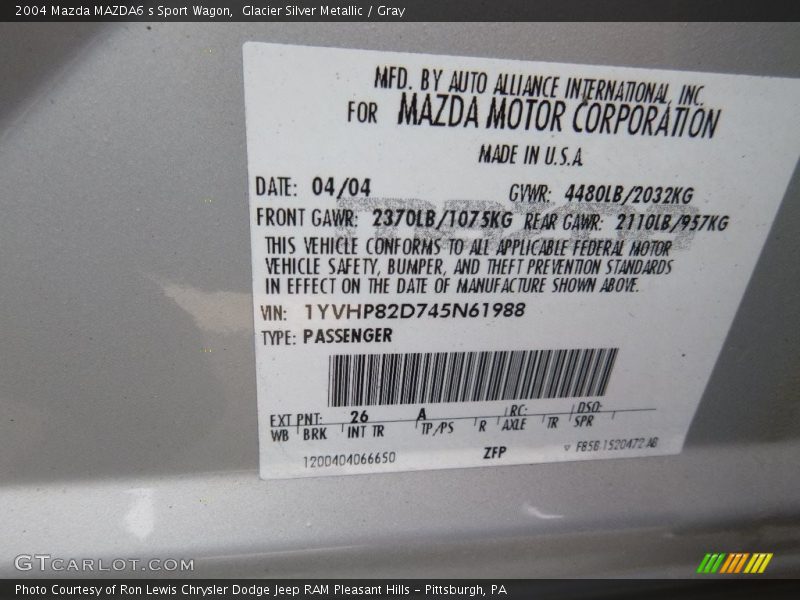 2004 Mazda MAZDA6 s Sport Wagon,  Glacier Silver Metallic / Gray
MFD. BY AUTO ALLIANCE INTERNATIONAL, INC.
FOR MAZDA MOTOR CORPORATION
MADE IN U.S.A.
DATE: 04/04 GVWR: 4480LB/2032KG
FRONT GAWR: 2370LB/1075KG REAR GAWR: 2110LB/957KG
THIS VEHICLE CONFORMS TO ALL APPLICABLE FEDERAL MOTOR
VEHICLE SAFETY, BUMPER, AND THEFT PREVENTION STANDARDS
IN EFFECT ON THE DATE OF MANUFACTURE SHOWN ABOVE.
VIN: 1YVHP82D745N61988
TYPE: PASSENGER
EXT PNT: 26 A RC: DSO:
WB BRK INT TR TP/PS R AXLE TR SPR
1200404066650 ZFP F85B 1520472 AB
GTCARLOT.COM
Photo Courtesy of Ron Lewis Chrysler Dodge Jeep RAM Pleasant Hills – Pittsburgh, PA